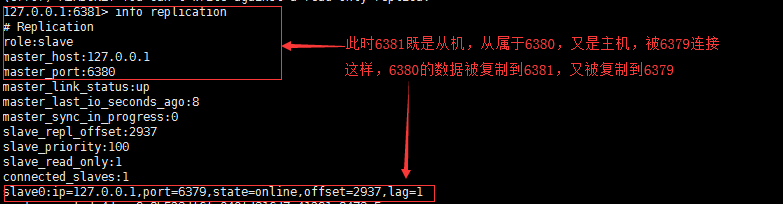 127.0.0.1:6381> info replication
# Replication
role:slave
master_host:127.0.0.1
master_port:6380
master_link_status:up
master_last_io_seconds_ago:8
master_sync_in_progress:0
slave_repl_offset:2937
slave_priority:100
slave_read_only:1
connected_slaves:1
slave0:ip=127.0.0.1,port=6379,state=online,offset=2937,lag=1
此时6381既是从机，从属于6380，又是主机，被6379连接
这样，6380的数据被复制到6381，又被复制到6379